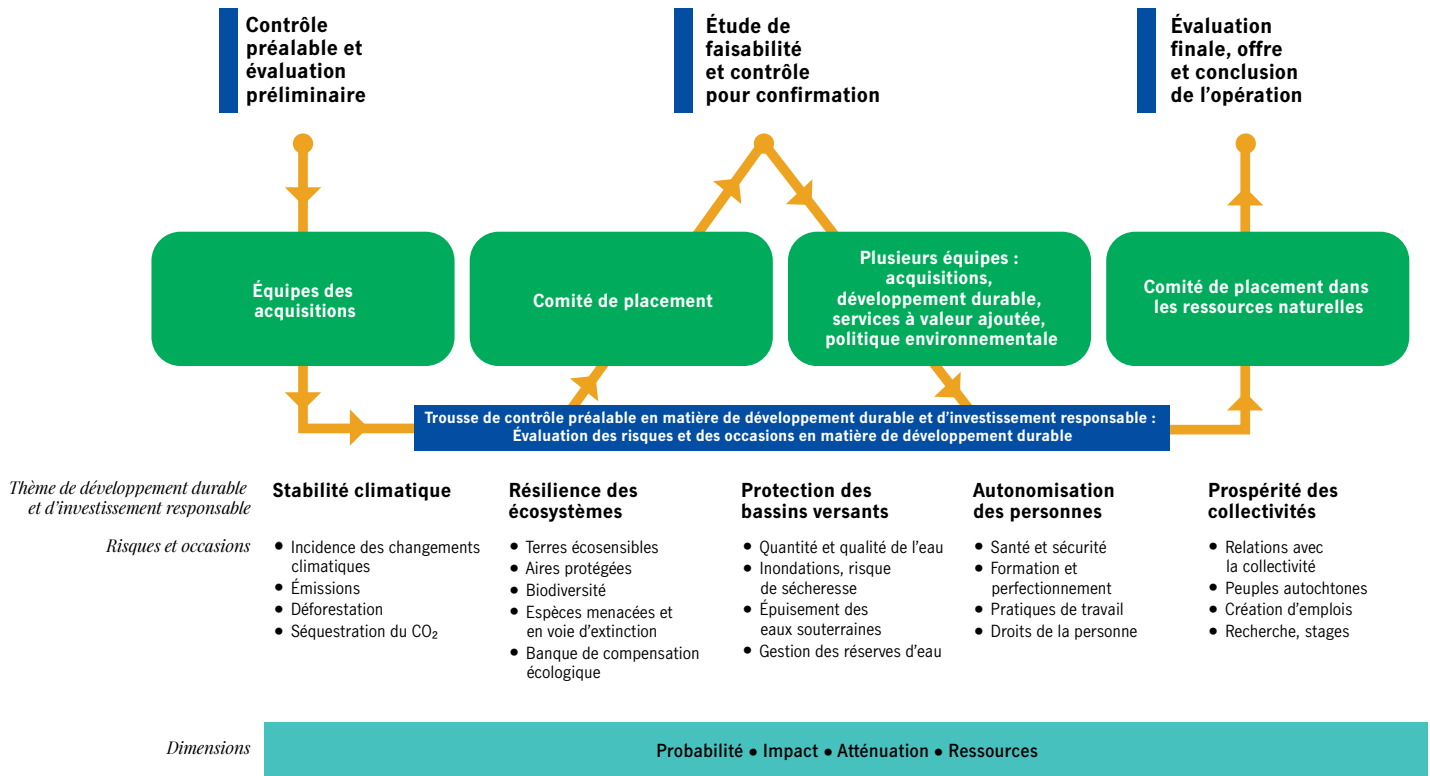 Contrôle
préalable et
évaluation
préliminaire
Étude de
faisabilité
et contrôle
pour confirmation
Évaluation
finale, offre
et conclusion
de l'opération
Équipes des
acquisitions
Comité de placement
Plusieurs équipes :
acquisitions,
développement durable,
services à valeur ajoutée,
politique environnementale
Comité de placement dans
les ressources naturelles
Trousse de contrôle préalable en matière de développement durable et d'investissement responsable :
Évaluation des risques et des occasions en matière de développement durable
Thème de développement durable
et d'investissement responsable
Stabilité climatique
Résilience des
écosystèmes
Protection des
bassins versants
Autonomisation
des personnes
Prospérité des
collectivités
Risques et occasions
• Incidence des changements
climatiques
• Émissions
• Déforestation
• Séquestration du CO₂
• Terres écosensibles
• Aires protégées
• Biodiversité
• Espèces menacées et
en voie d'extinction
• Banque de compensation
écologique
• Quantité et qualité de l'eau
• Inondations, risque
de sécheresse
• Épuisement des
eaux souterraines
• Gestion des réserves d'eau
• Santé et sécurité
• Formation et
perfectionnement
• Pratiques de travail
• Droits de la personne
• Relations avec
la collectivité
• Peuples autochtones
• Création d'emplois
• Recherche, stages
Dimensions
Probabilité • Impact • Atténuation • Ressources